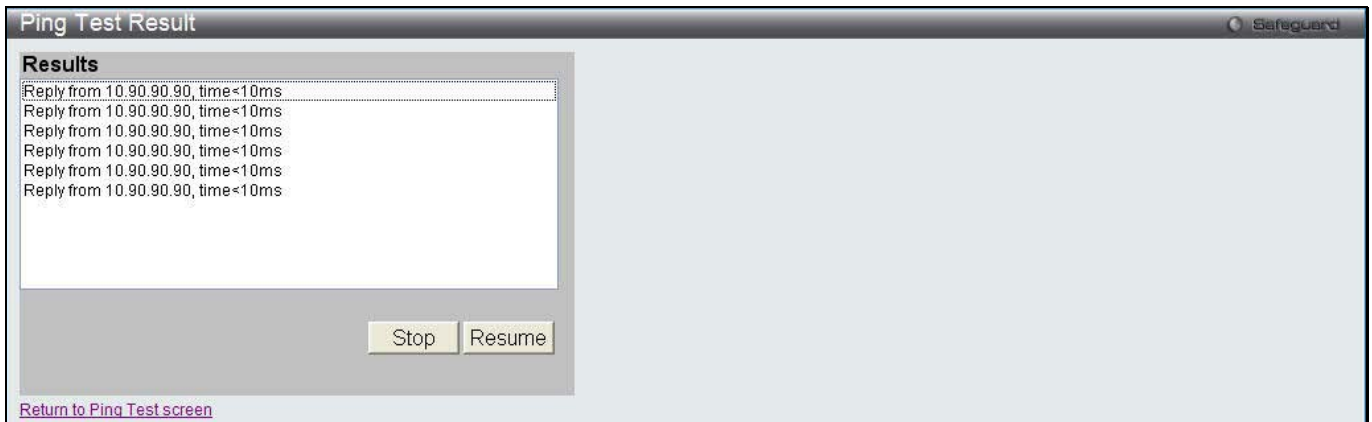 Ping Test Result
Safeguard
Results
Reply from 10.90.90.90, time<10ms
Reply from 10.90.90.90, time<10ms
Reply from 10.90.90.90, time<10ms
Reply from 10.90.90.90, time<10ms
Reply from 10.90.90.90, time<10ms
Reply from 10.90.90.90, time<10ms
Stop Resume
Return to Ping Test screen